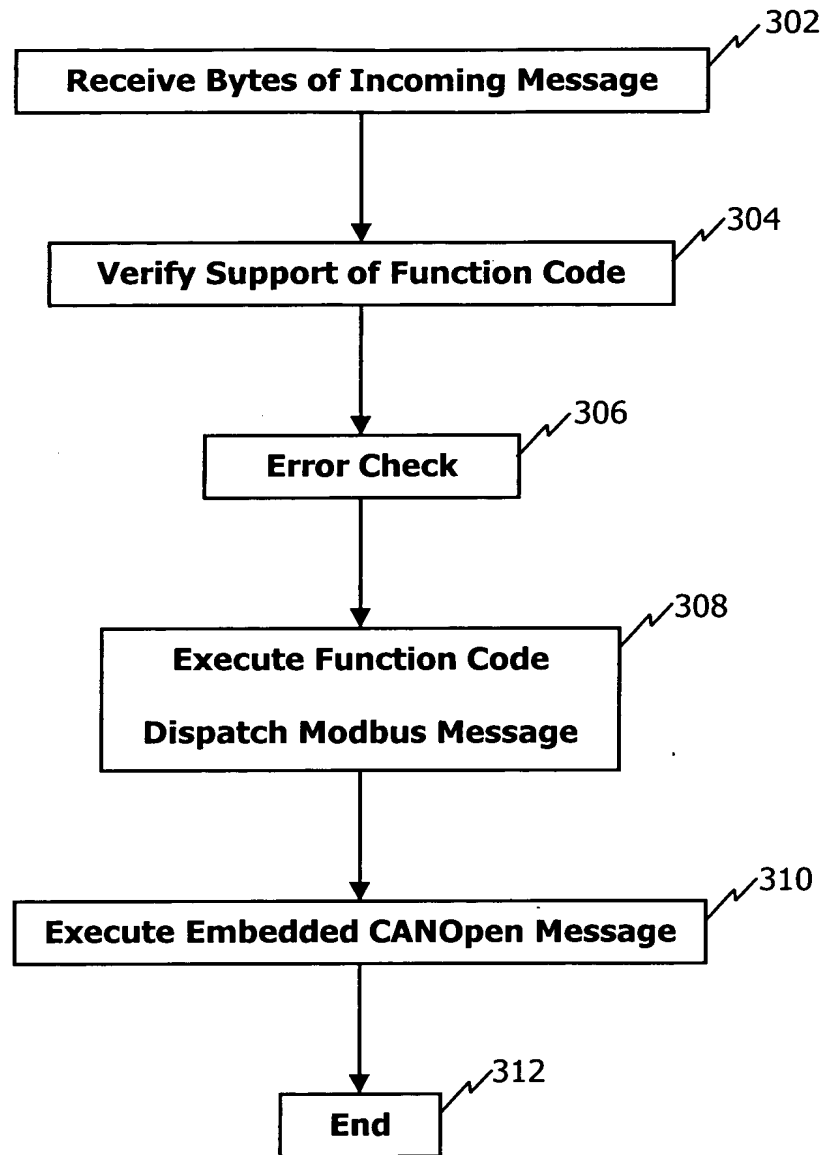 302
Receive Bytes of Incoming Message
304
Verify Support of Function Code
306
Error Check
308
Execute Function Code
Dispatch Modbus Message
310
Execute Embedded CANOpen Message
312
End